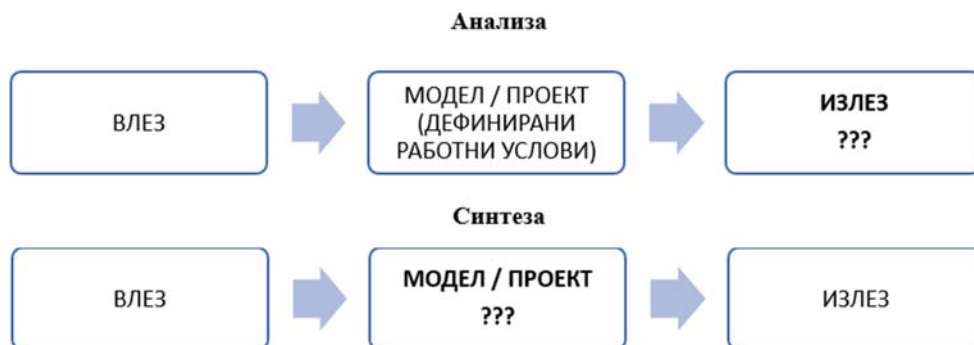 Анализа
ВЛЕЗ
МОДЕЛ / ПРОЕКТ
(ДЕФИНИРАНИ
РАБОТНИ УСЛОВИ)
ИЗЛЕЗ
???
Синтеза
ВЛЕЗ
МОДЕЛ / ПРОЕКТ
???
ИЗЛЕЗ